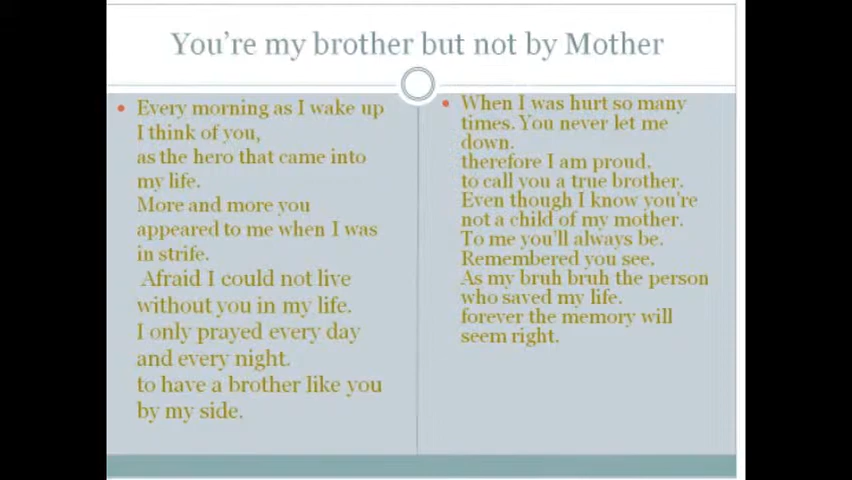 You're my brother but not by Mother
Every morning as I wake up
I think of you,
as the hero that came into
my life.
More and more you
appeared to me when I was
in strife.
Afraid I could not live
without you in my life.
I only prayed every day
and every night.
to have a brother like you
by my side.
When I was hurt so many
times. You never let me
down.
therefore I am proud.
to call you a true brother.
Even though I know you're
not a child of my mother.
To me you'll always be.
Remembered you see.
As my bruh bruh the person
who saved my life.
forever the memory will
seem right.